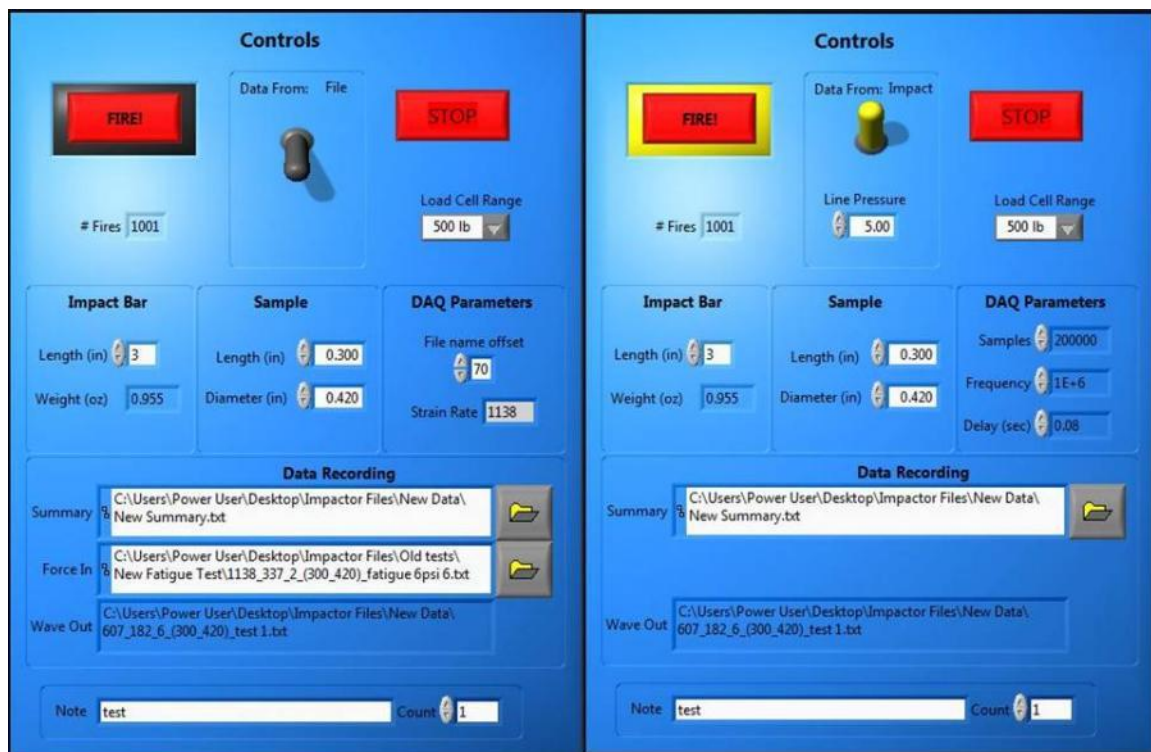 Controls
FIRE!
Data From: File
STOP
# Fires 1001
Load Cell Range
500 lb
Impact Bar
Length (in) 3
Weight (oz) 0.955
Sample
Length (in) 0.300
Diameter (in) 0.420
DAQ Parameters
File name offset
70
Strain Rate 1138
Data Recording
Summary C:\Users\Power User\Desktop\Impactor Files\New Data\
New Summary.txt
Force In C:\Users\Power User\Desktop\Impactor Files\Old tests\
New Fatigue Test\1138_337_2_(300_420)_fatigue 6psi 6.txt
Wave Out C:\Users\Power User\Desktop\Impactor Files\New Data\
607_182_6_(300_420)_test 1.txt
Note test Count 1
Controls
FIRE!
Data From: Impact
STOP
# Fires 1001
Line Pressure
5.00
Load Cell Range
500 lb
Impact Bar
Length (in) 3
Weight (oz) 0.955
Sample
Length (in) 0.300
Diameter (in) 0.420
DAQ Parameters
Samples 200000
Frequency 1E+6
Delay (sec) 0.08
Data Recording
Summary C:\Users\Power User\Desktop\Impactor Files\New Data\
New Summary.txt
Wave Out C:\Users\Power User\Desktop\Impactor Files\New Data\
607_182_6_(300_420)_test 1.txt
Note test Count 1